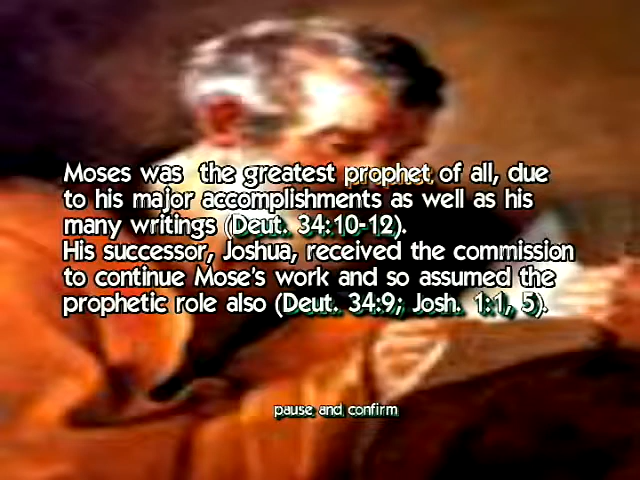 Moses was  the greatest prophet of all, due
to his major accomplishments as well as his
many writings (Deut. 34:10-12).
His successor, Joshua, received the commission
to continue Mose's work and so assumed the
prophetic role also (Deut. 34:9; Josh. 1:1, 5).
pause and confirm